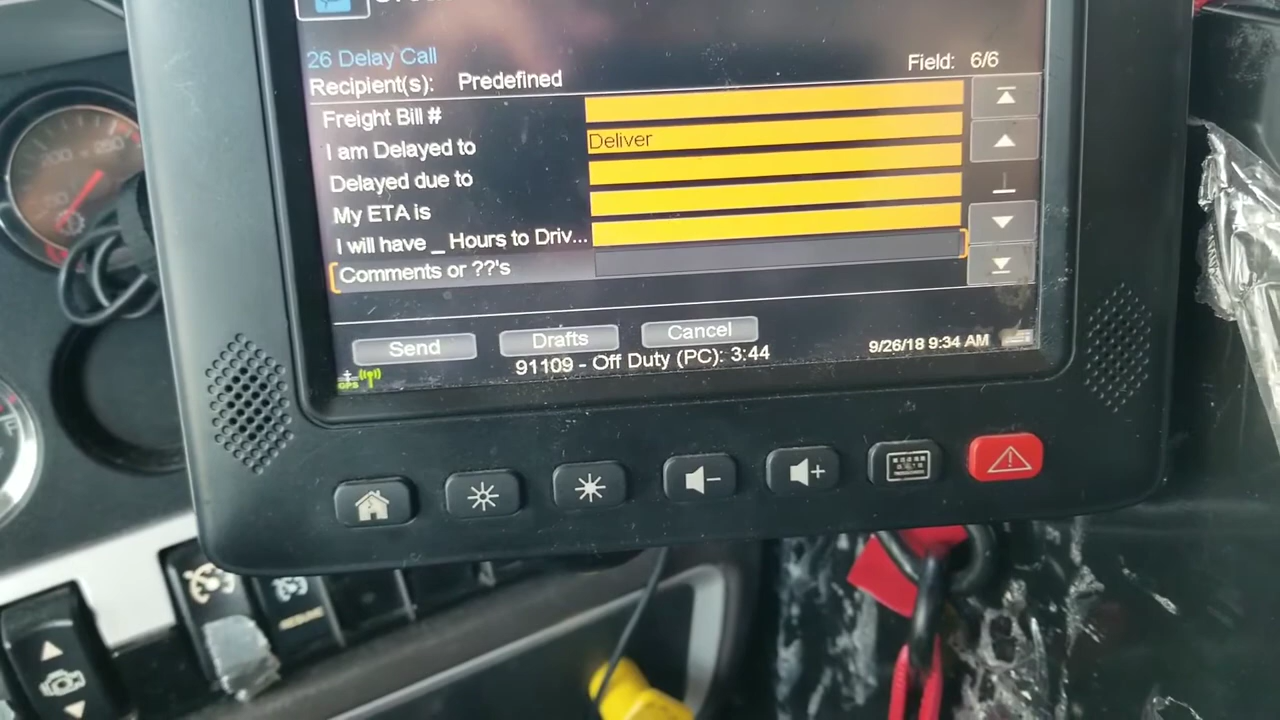 26 Delay Call
Field: 6/6
Recipient(s): Predefined
Freight Bill #
I am Delayed to Deliver
Delayed due to
My ETA is
I will have _ Hours to Driv...
Comments or ??'s
Send Drafts Cancel
91109 - Off Duty (PC): 3:44
9/26/18 9:34 AM
GPS